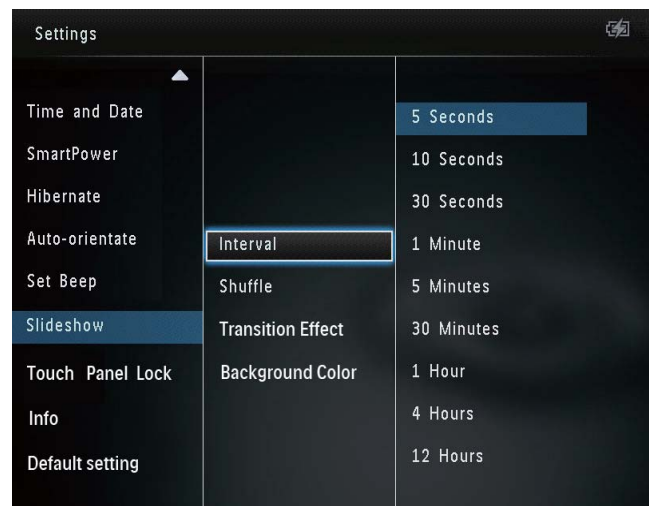 Settings
Time and Date
SmartPower
Hibernate
Auto-orientate
Set Beep
Slideshow
Touch Panel Lock
Info
Default setting
Interval
Shuffle
Transition Effect
Background Color
5 Seconds
10 Seconds
30 Seconds
1 Minute
5 Minutes
30 Minutes
1 Hour
4 Hours
12 Hours